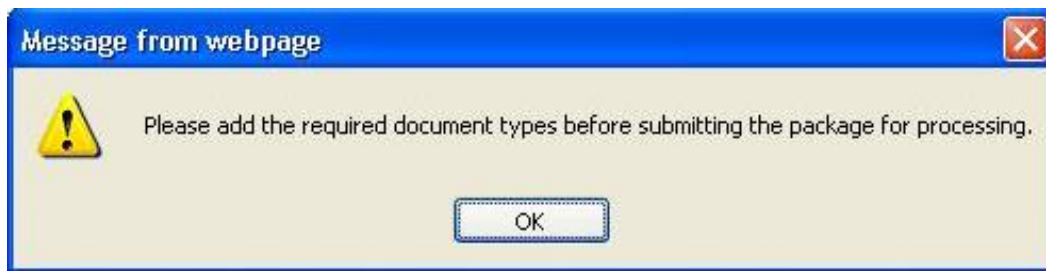 Message from webpage
Please add the required document types before submitting the package for processing.
OK